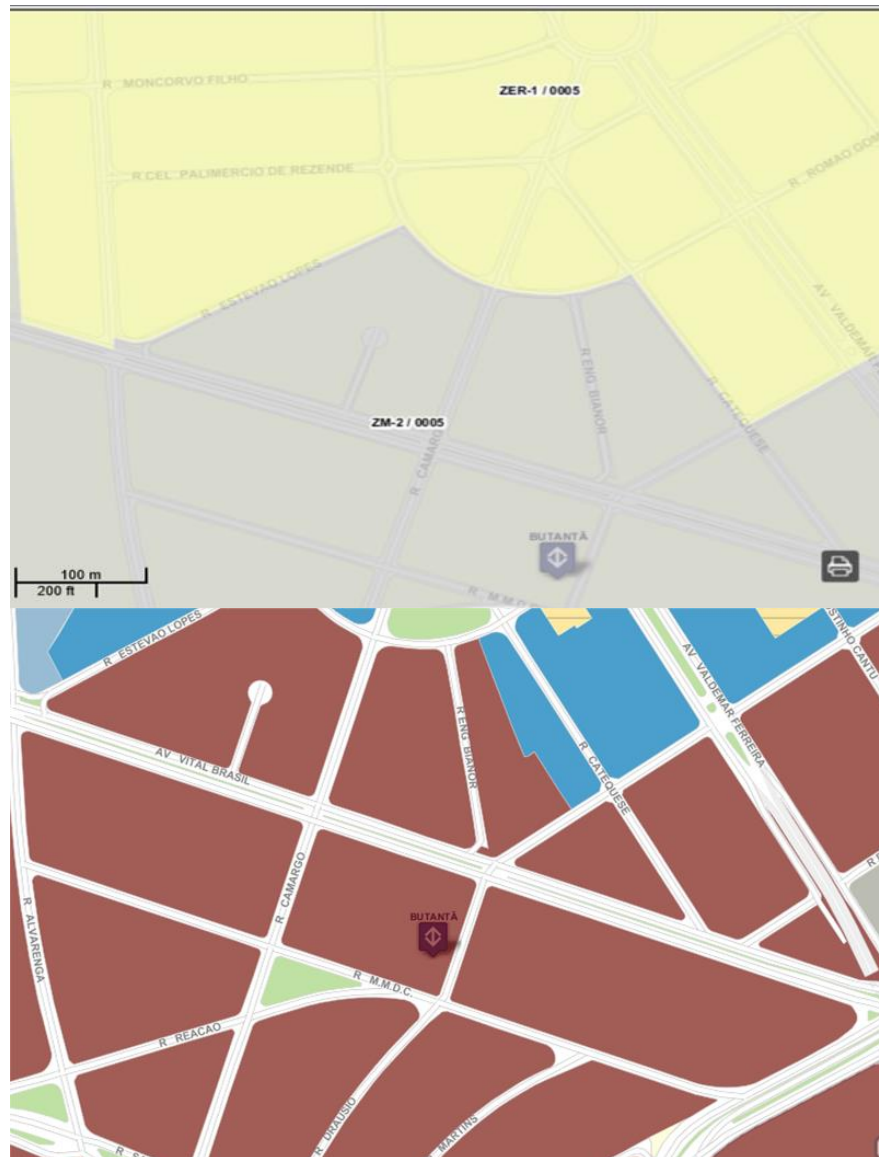 R MONCORVO FILHO
ZER-1 / 0005
R CEL. PALIMERCIO DE REZENDE
R. ROMAO GOM
R. ESTEVAO LOPES
AV VALDEMAR F
R ENG. BIANOR
R CATEQUESE
ZM-2 / 0005
R CAMARGO
BUTANTÃ
100 m
200 ft
R M.M.D.C
R ESTEVAO LOPES
AV VALDEMAR FERREIRA
STINHO CANTU
R ENG. BIANOR
R CATEQUESE
AV VITAL BRASIL
R CAMARGO
R
R ALVARENGA
BUTANTÃ
R M.M.D.C.
R REACAO
R DRAUSIO
MARTINS
R S